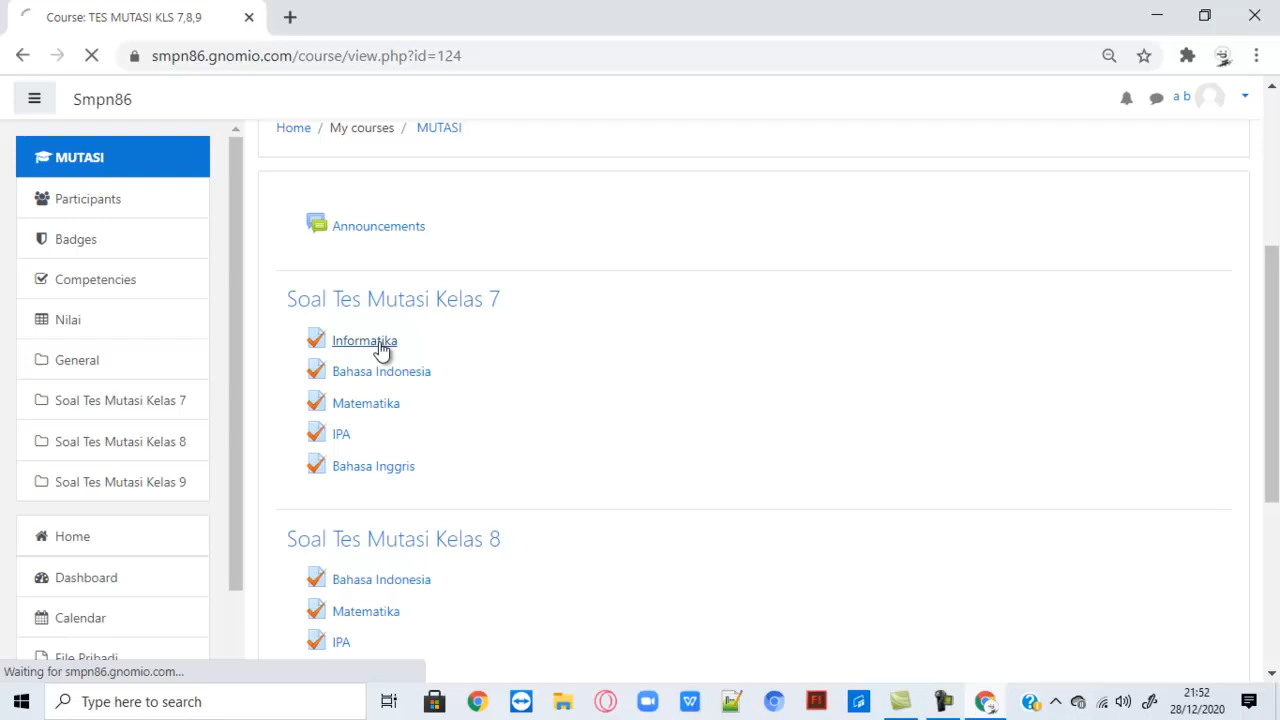 Course: TES MUTASI KLS 7,8,9
smpn86.gnomio.com/course/view.php?id=124
Smpn86
a b
Home / My courses / MUTASI
MUTASI
Participants
Badges
Competencies
Nilai
General
Soal Tes Mutasi Kelas 7
Soal Tes Mutasi Kelas 8
Soal Tes Mutasi Kelas 9
Home
Dashboard
Calendar
File Pribadi
Announcements
Soal Tes Mutasi Kelas 7
Informatika
Bahasa Indonesia
Matematika
IPA
Bahasa Inggris
Soal Tes Mutasi Kelas 8
Bahasa Indonesia
Matematika
IPA
Waiting for smpn86.gnomio.com...
Type here to search
21:52
28/12/2020